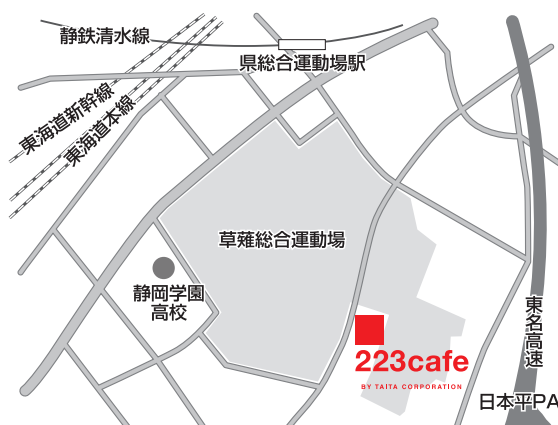 静鉄清水線
県総合運動場駅
東海道新幹線
東海道本線
草薙総合運動場
静岡学園
高校
東名高速
223cafe
BY TAITA CORPORATION
日本平PA